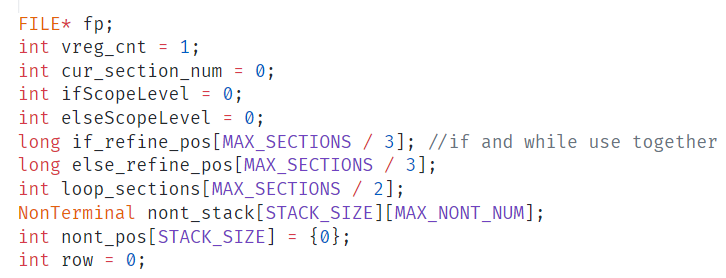 FILE* fp;
int vreg_cnt = 1;
int cur_section_num = 0;
int ifScopeLevel = 0;
int elseScopeLevel = 0;
long if_refine_pos[MAX_SECTIONS / 3]; //if and while use together
long else_refine_pos[MAX_SECTIONS / 3];
int loop_sections[MAX_SECTIONS / 2];
NonTerminal nont_stack[STACK_SIZE][MAX_NONT_NUM];
int nont_pos[STACK_SIZE] = {0};
int row = 0;